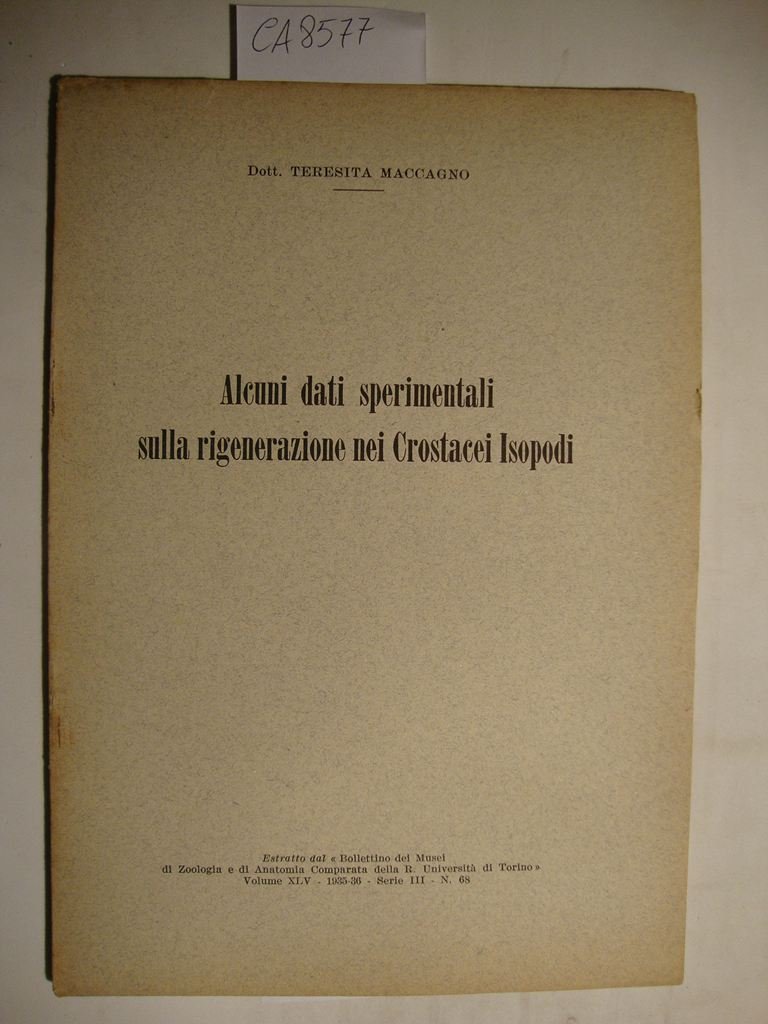 CA8577
Dott. TERESITA MACCAGNO
Alcuni dati sperimentali
sulla rigenerazione nei Crostacei Isopodi
Estratto dal « Bollettino dei Musei
di Zoologia e di Anatomia Comparata della R. Università di Torino »
Volume XLV - 1935-36 - Serie III - N. 68